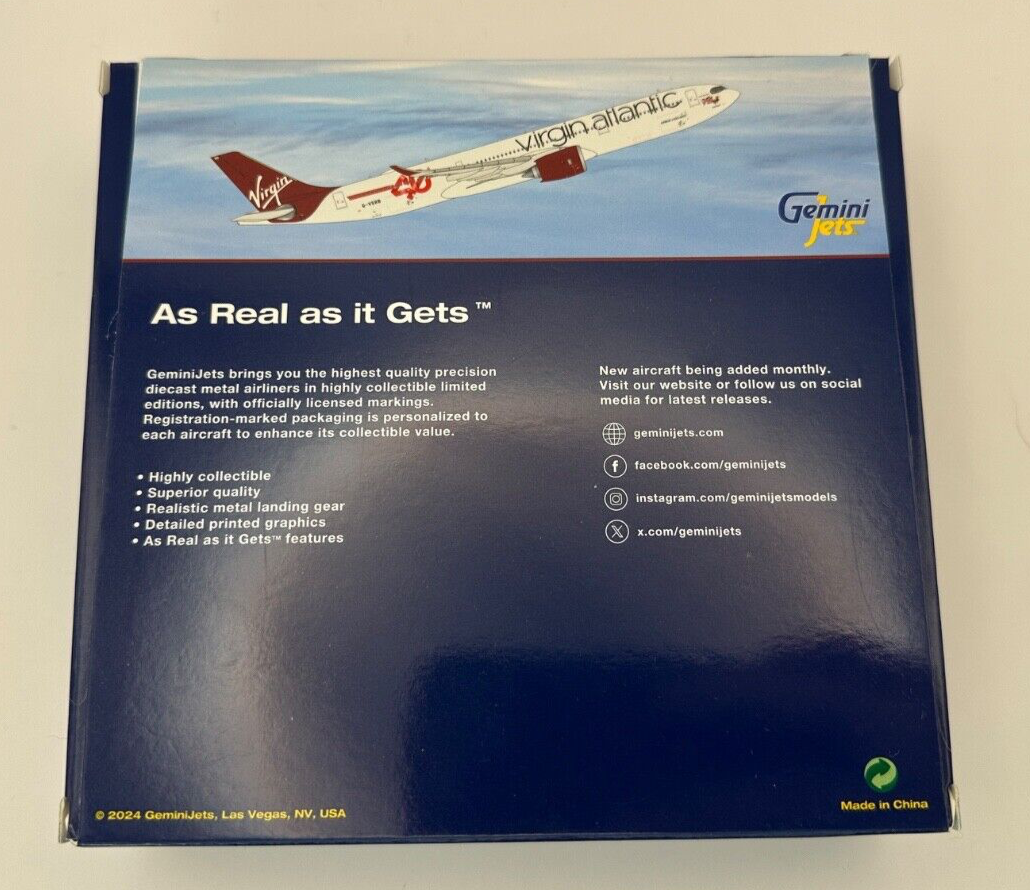 virgin atlantic
Virgin
40
Gemini
Jets
As Real as it Gets™
GeminiJets brings you the highest quality precision
diecast metal airliners in highly collectible limited
editions, with officially licensed markings.
Registration-marked packaging is personalized to
each aircraft to enhance its collectible value.
• Highly collectible
• Superior quality
• Realistic metal landing gear
• Detailed printed graphics
• As Real as it Gets™ features
New aircraft being added monthly.
Visit our website or follow us on social
media for latest releases.
geminijets.com
facebook.com/geminijets
instagram.com/geminijetsmodels
x.com/geminijets
© 2024 GeminiJets, Las Vegas, NV, USA
Made in China